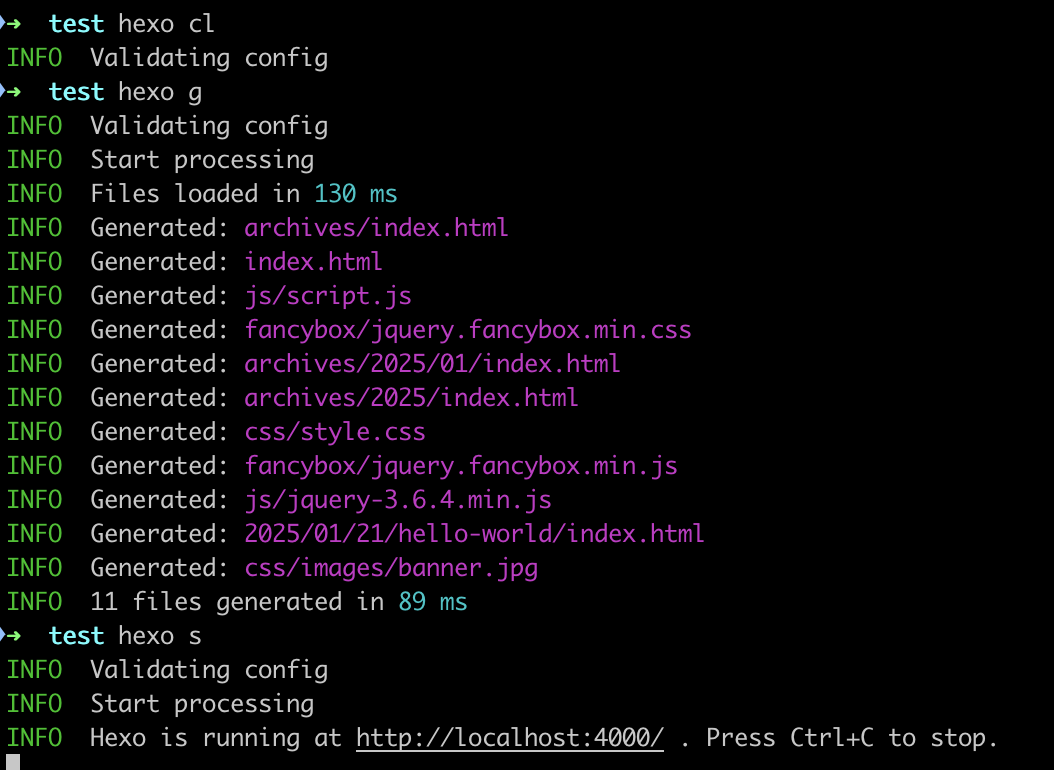 ➜  test hexo cl
INFO  Validating config
➜  test hexo g
INFO  Validating config
INFO  Start processing
INFO  Files loaded in 130 ms
INFO  Generated: archives/index.html
INFO  Generated: index.html
INFO  Generated: js/script.js
INFO  Generated: fancybox/jquery.fancybox.min.css
INFO  Generated: archives/2025/01/index.html
INFO  Generated: archives/2025/index.html
INFO  Generated: css/style.css
INFO  Generated: fancybox/jquery.fancybox.min.js
INFO  Generated: js/jquery-3.6.4.min.js
INFO  Generated: 2025/01/21/hello-world/index.html
INFO  Generated: css/images/banner.jpg
INFO  11 files generated in 89 ms
➜  test hexo s
INFO  Validating config
INFO  Start processing
INFO  Hexo is running at http://localhost:4000/ . Press Ctrl+C to stop.